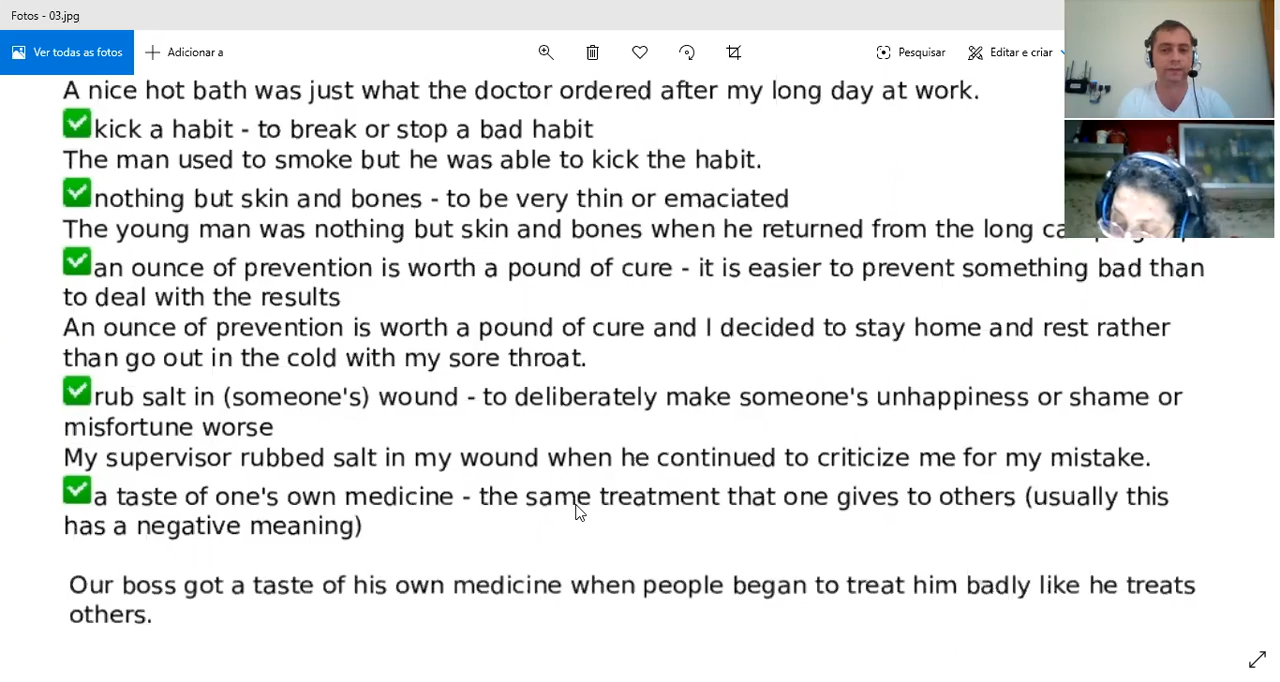 Fotos - 03.jpg
Ver todas as fotos
Adicionar a
Pesquisar
Editar e criar
A nice hot bath was just what the doctor ordered after my long day at work.
kick a habit - to break or stop a bad habit
The man used to smoke but he was able to kick the habit.
nothing but skin and bones - to be very thin or emaciated
The young man was nothing but skin and bones when he returned from the long
an ounce of prevention is worth a pound of cure - it is easier to prevent something bad than
to deal with the results
An ounce of prevention is worth a pound of cure and I decided to stay home and rest rather
than go out in the cold with my sore throat.
rub salt in (someone's) wound - to deliberately make someone's unhappiness or shame or
misfortune worse
My supervisor rubbed salt in my wound when he continued to criticize me for my mistake.
a taste of one's own medicine - the same treatment that one gives to others (usually this
has a negative meaning)
Our boss got a taste of his own medicine when people began to treat him badly like he treats
others.